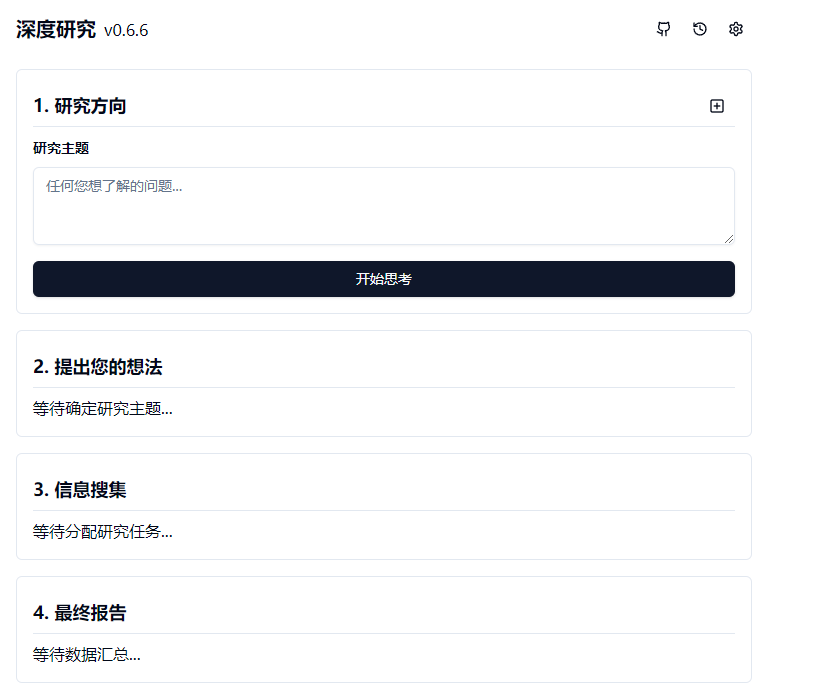 深度研究 v0.6.6
1. 研究方向
研究主题
任何您想了解的问题...
开始思考
2. 提出您的想法
等待确定研究主题...
3. 信息搜集
等待分配研究任务...
4. 最终报告
等待数据汇总...